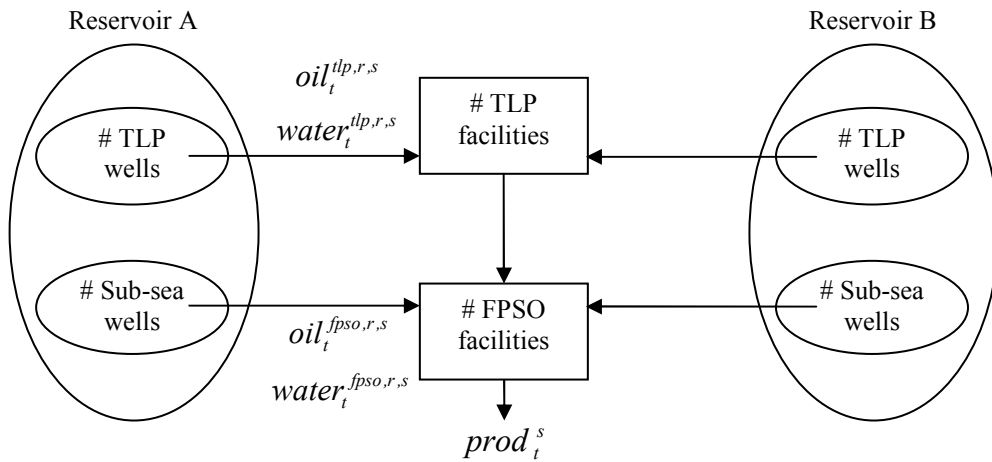 Reservoir A
Reservoir B
# TLP
wells
oil_t^{tlp,r,s}
water_t^{tlp,r,s}
# TLP
facilities
# TLP
wells
# Sub-sea
wells
oil_t^{fpso,r,s}
water_t^{fpso,r,s}
# FPSO
facilities
# Sub-sea
wells
prod_t^s